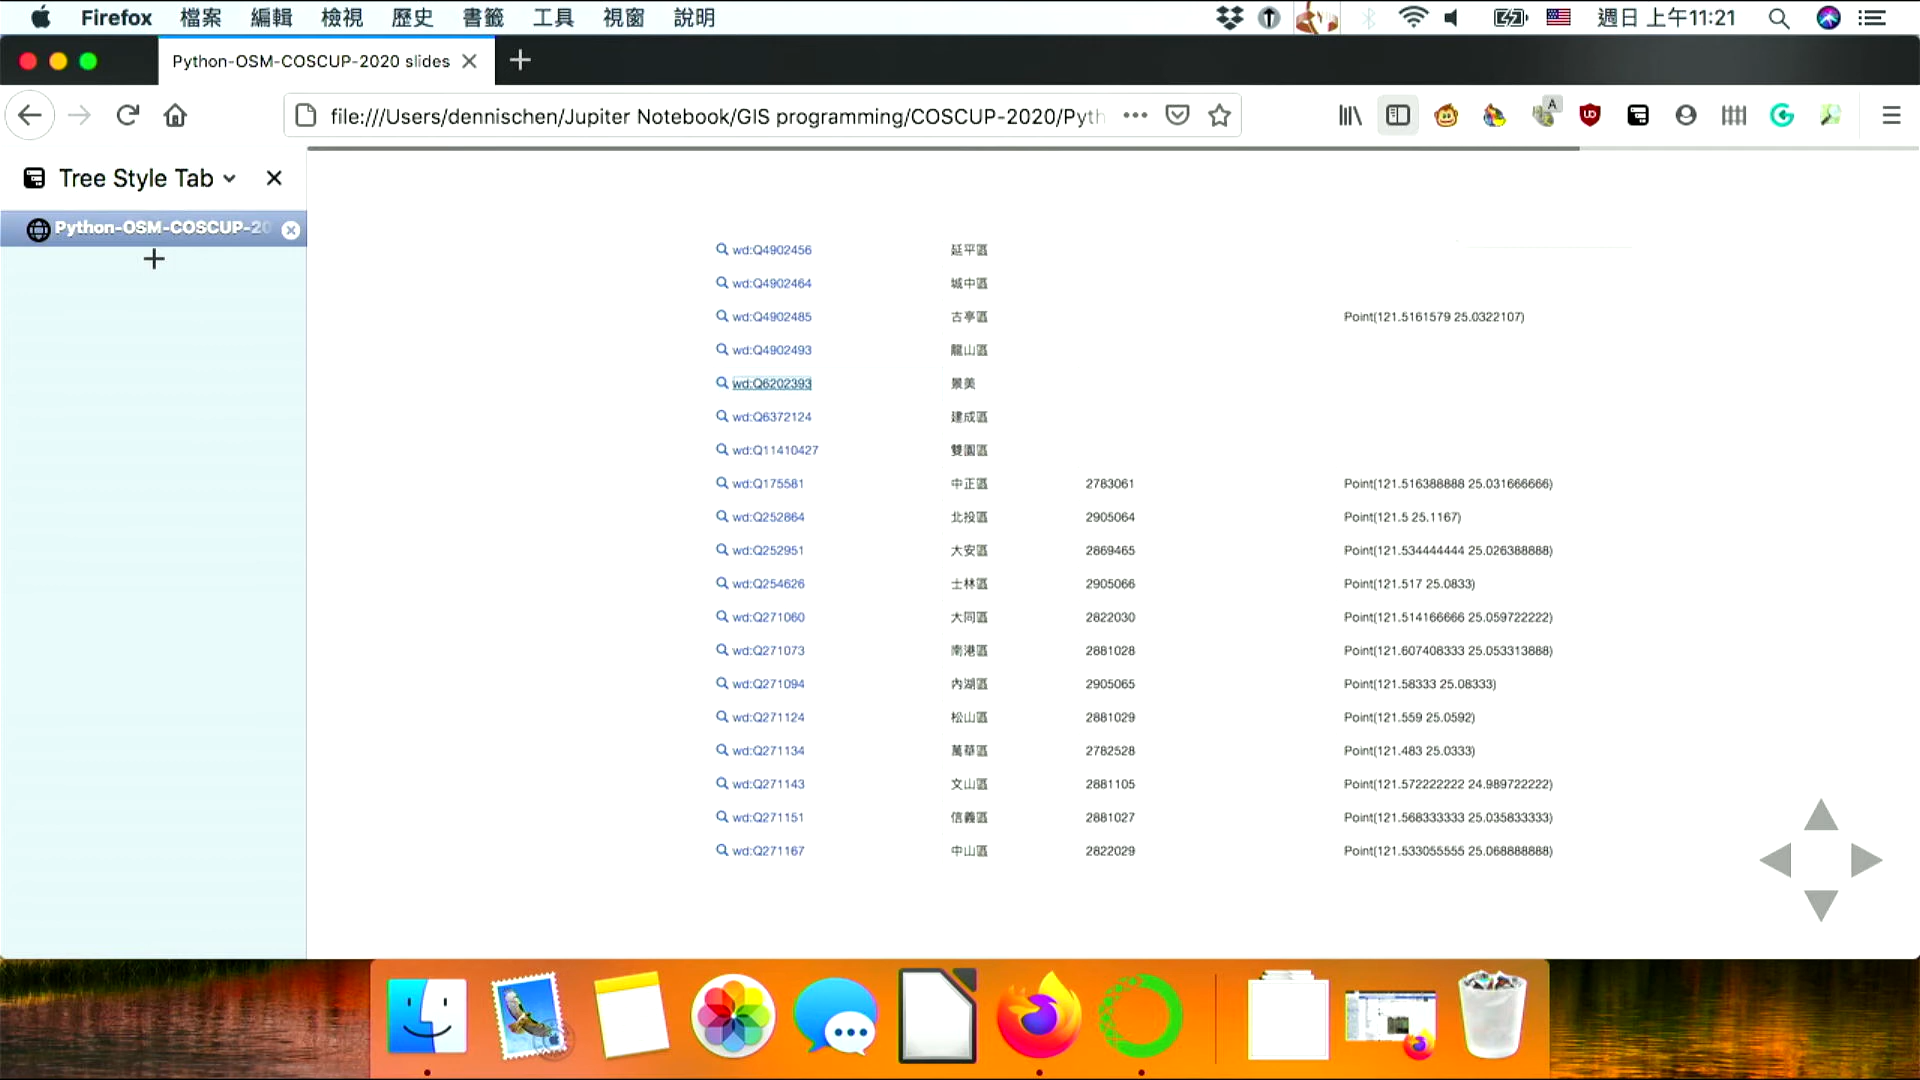 Firefox 檔案 編輯 檢視 歷史 書籤 工具 視窗 說明 週日 上午11:21
Python-OSM-COSCUP-2020 slides
file:///Users/dennischen/Jupiter Notebook/GIS programming/COSCUP-2020/Pyth
Tree Style Tab
Python-OSM-COSCUP-20
wd:Q4902456 延平區
wd:Q4902464 城中區
wd:Q4902485 古亭區 Point(121.5161579 25.0322107)
wd:Q4902493 龍山區
wd:Q6202393 景美
wd:Q6372124 建成區
wd:Q11410427 雙園區
wd:Q175581 中正區 2783061 Point(121.516388888 25.031666666)
wd:Q252864 北投區 2905064 Point(121.5 25.1167)
wd:Q252951 大安區 2869465 Point(121.534444444 25.026388888)
wd:Q254626 士林區 2905066 Point(121.517 25.0833)
wd:Q271060 大同區 2822030 Point(121.514166666 25.059722222)
wd:Q271073 南港區 2881028 Point(121.607408333 25.053313888)
wd:Q271094 內湖區 2905065 Point(121.58333 25.08333)
wd:Q271124 松山區 2881029 Point(121.559 25.0592)
wd:Q271134 萬華區 2782528 Point(121.483 25.0333)
wd:Q271143 文山區 2881105 Point(121.572222222 24.989722222)
wd:Q271151 信義區 2881027 Point(121.568333333 25.035833333)
wd:Q271167 中山區 2822029 Point(121.533055555 25.068888888)